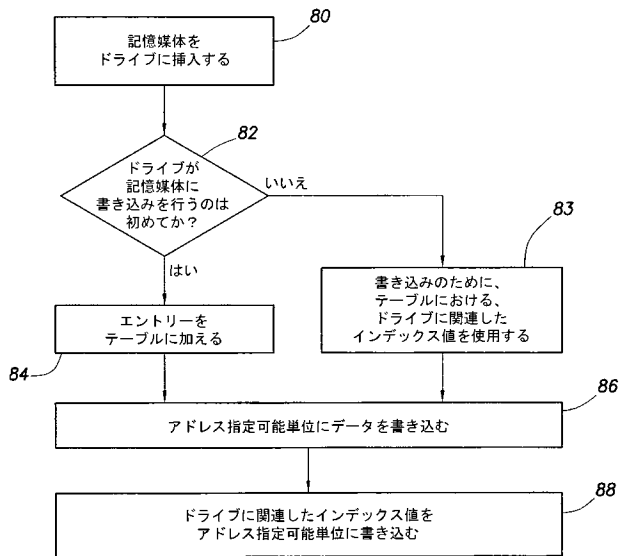 80
記憶媒体を
ドライブに挿入する
82
ドライブが
記憶媒体に
書き込みを行うのは
初めてか?
いいえ
はい
83
書き込みのために、
テーブルにおける、
ドライブに関連した
インデックス値を使用する
エントリーを
テーブルに加える
84
86
アドレス指定可能単位にデータを書き込む
88
ドライブに関連したインデックス値を
アドレス指定可能単位に書き込む